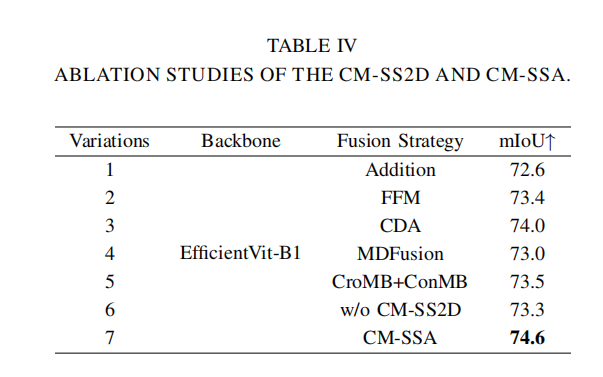 TABLE IV
ABLATION STUDIES OF THE CM-SS2D AND CM-SSA.
Variations Backbone Fusion Strategy mIoU↑
1 Addition 72.6
2 FFM 73.4
3 CDA 74.0
4 EfficientVit-B1 MDFusion 73.0
5 CroMB+ConMB 73.5
6 w/o CM-SS2D 73.3
7 CM-SSA 74.6